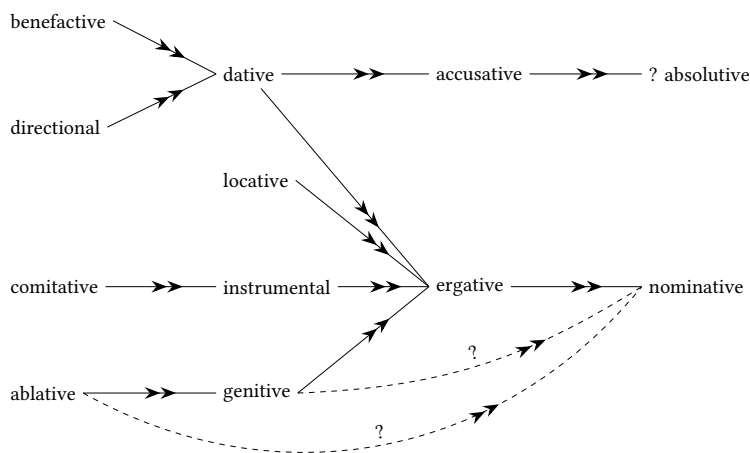 benefactive
dative accusative ? absolutive
directional
locative
comitative instrumental ergative nominative
?
ablative genitive
?